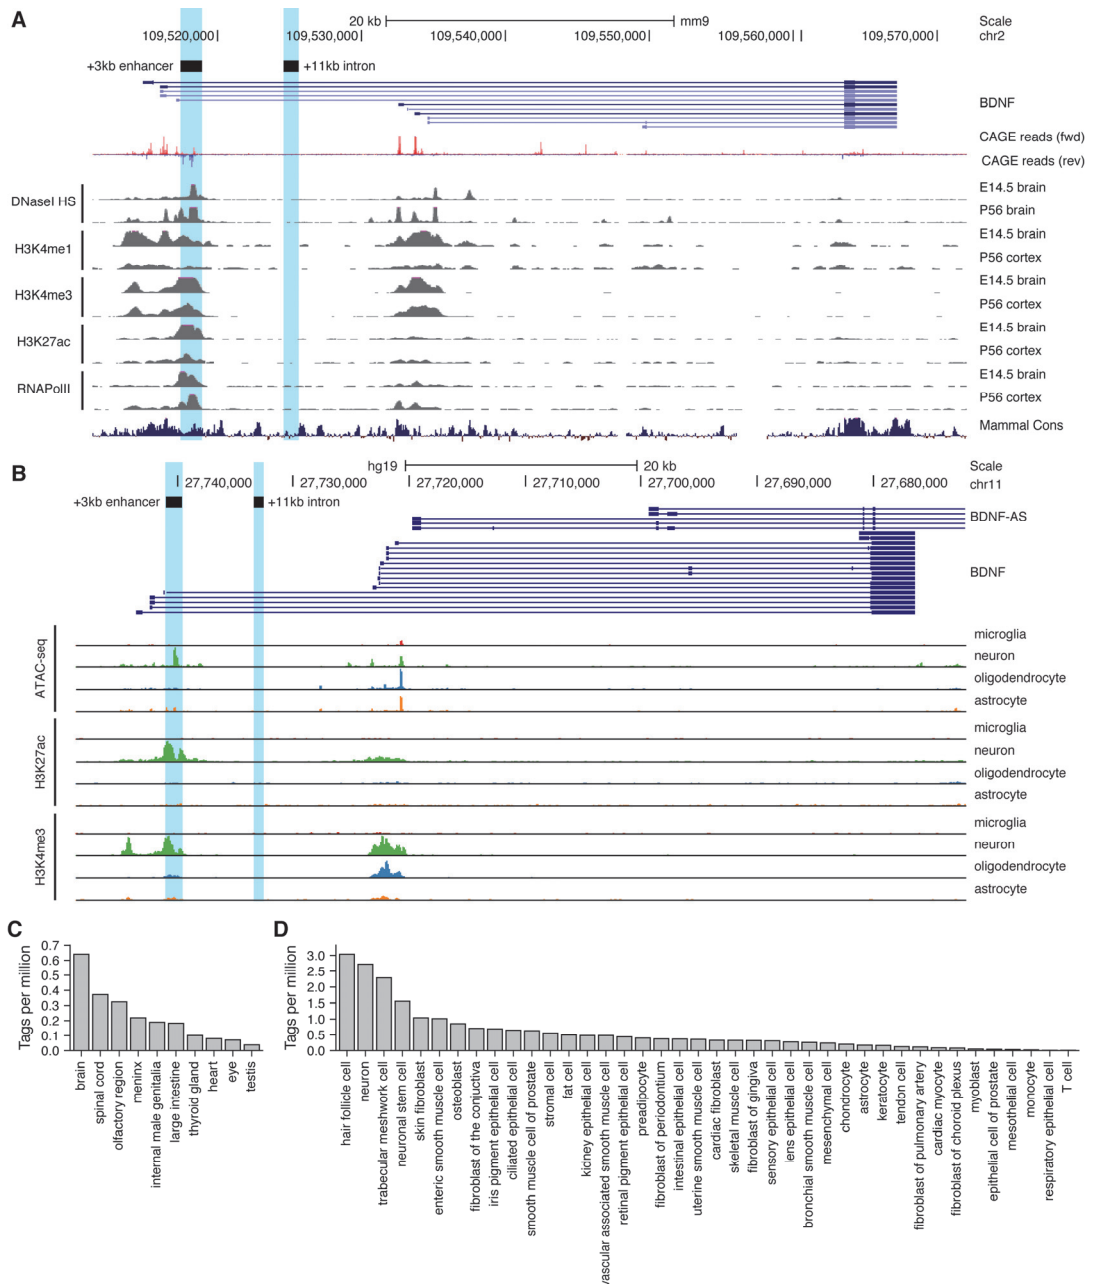 A
20 kb
mm9
Scale
109,520,000
109,530,000
109,540,000
109,550,000
109,560,000
109,570,000
chr2
+3kb enhancer
+11kb intron
BDNF
CAGE reads (fwd)
CAGE reads (rev)
DNaseI HS
E14.5 brain
P56 brain
H3K4me1
E14.5 brain
P56 cortex
H3K4me3
E14.5 brain
P56 cortex
H3K27ac
E14.5 brain
P56 cortex
RNAPolII
E14.5 brain
P56 cortex
Mammal Cons
B
hg19
20 kb
Scale
27,740,000
27,730,000
27,720,000
27,710,000
27,700,000
27,690,000
27,680,000
chr11
+3kb enhancer
+11kb intron
BDNF-AS
BDNF
ATAC-seq
microglia
neuron
oligodendrocyte
astrocyte
H3K27ac
microglia
neuron
oligodendrocyte
astrocyte
H3K4me3
microglia
neuron
oligodendrocyte
astrocyte
C
Tags per million
0.7
0.6
0.5
0.4
0.3
0.2
0.1
0.0
brain
spinal cord
olfactory region
meninx
internal male genitalia
large intestine
thyroid gland
heart
eye
testis
D
Tags per million
3.0
2.5
2.0
1.5
1.0
0.5
0.0
hair follicle cell
neuron
trabecular meshwork cell
neuronal stem cell
skin fibroblast
enteric smooth muscle cell
osteoblast
fibroblast of the conjuctiva
iris pigment epithelial cell
ciliated epithelial cell
smooth muscle cell of prostate
stromal cell
fat cell
kicney epithelial cell
vascular associated smooth muscle cell
retinal pigment epithelial cell
preadipocyte
fibroblast of periodontium
intestinal epithelial cell
uterine smooth muscle cell
cardiac fibroblast
skeletal muscle cell
fibroblast of gingiva
sensory epithelial cell
lens epithelial cell
bronchial smooth muscle cell
mesenchymal cell
chondrocyte
astrocyte
keratocyte
tendon cell
fibroblast of pulmonary artery
cardiac myocyte
fibroblast of choroid plexus
myoblast
epithelial cell of prostate
mesothelial cell
monocyte
respiratory epithelial cell
T cell